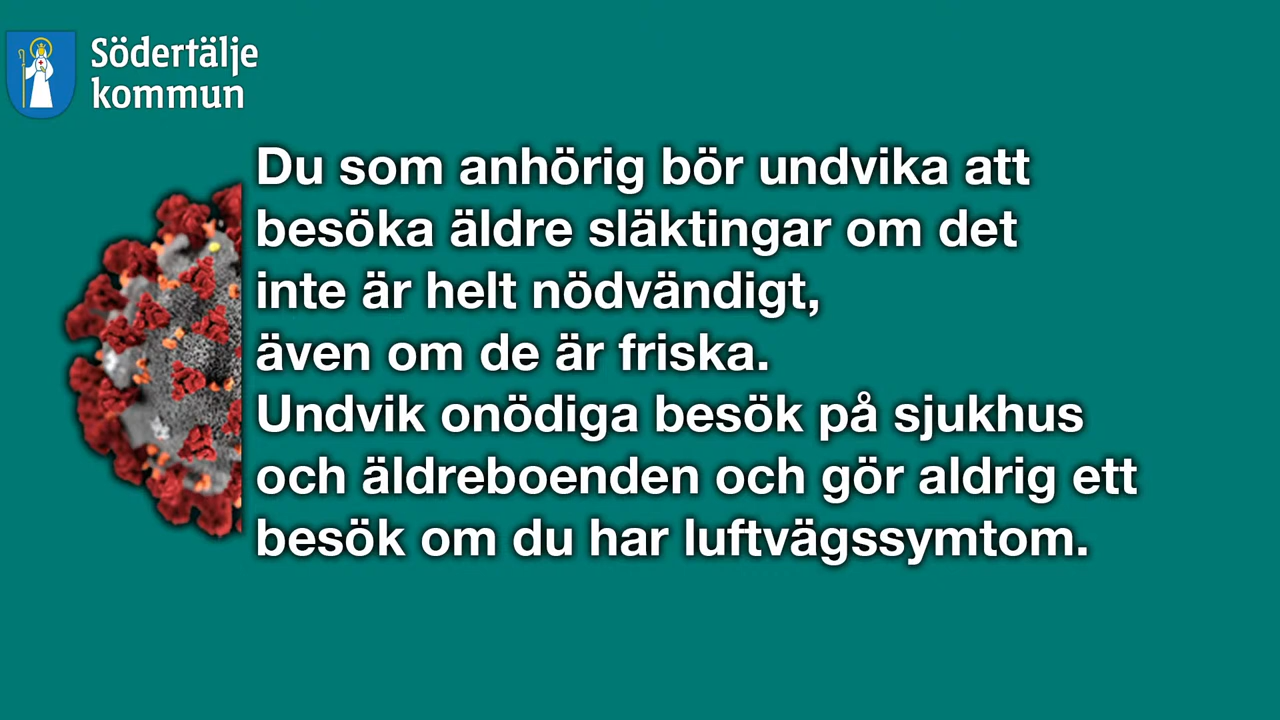 Södertälje
kommun
Du som anhörig bör undvika att
besöka äldre släktingar om det
inte är helt nödvändigt,
även om de är friska.
Undvik onödiga besök på sjukhus
och äldreboenden och gör aldrig ett
besök om du har luftvägssymtom.